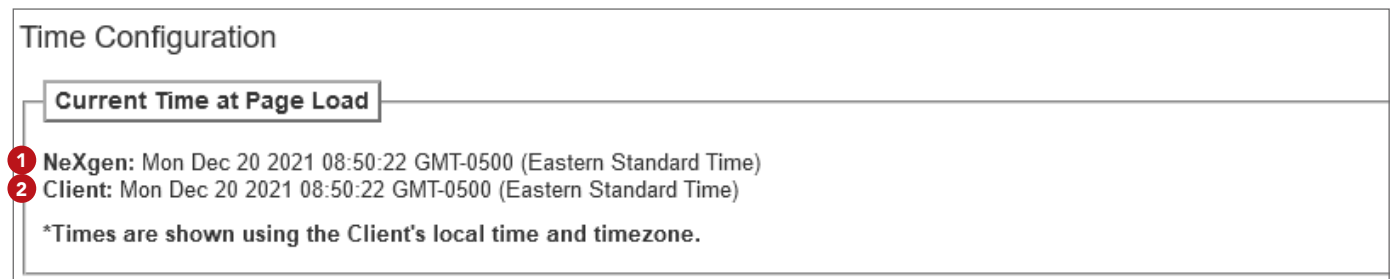 Time Configuration
Current Time at Page Load
1 NeXgen: Mon Dec 20 2021 08:50:22 GMT-0500 (Eastern Standard Time)
2 Client: Mon Dec 20 2021 08:50:22 GMT-0500 (Eastern Standard Time)
*Times are shown using the Client's local time and timezone.